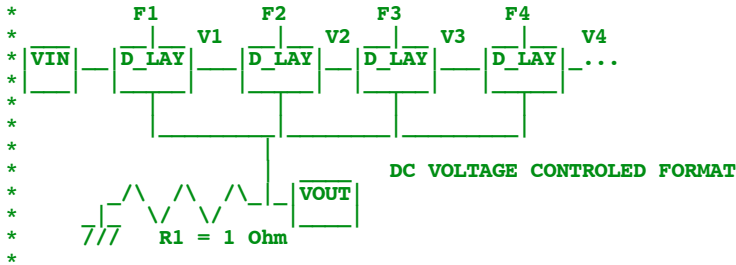 F1 F2 F3 F4
V1 V2 V3 V4
VIN D_LAY D_LAY D_LAY D_LAY ...
DC VOLTAGE CONTROLED FORMAT
VOUT
R1 = 1 Ohm